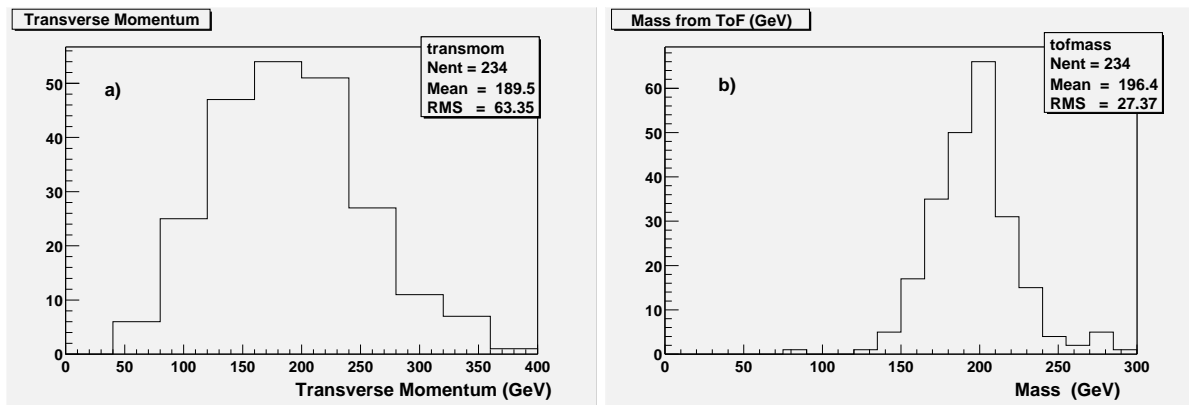 Transverse Momentum
transmom
Nent = 234
Mean = 189.5
RMS = 63.35
a)
50
40
30
20
10
0
0 50 100 150 200 250 300 350 400
Transverse Momentum (GeV)
Mass from ToF (GeV)
tofmass
Nent = 234
Mean = 196.4
RMS = 27.37
b)
60
50
40
30
20
10
0
0 50 100 150 200 250 300
Mass (GeV)